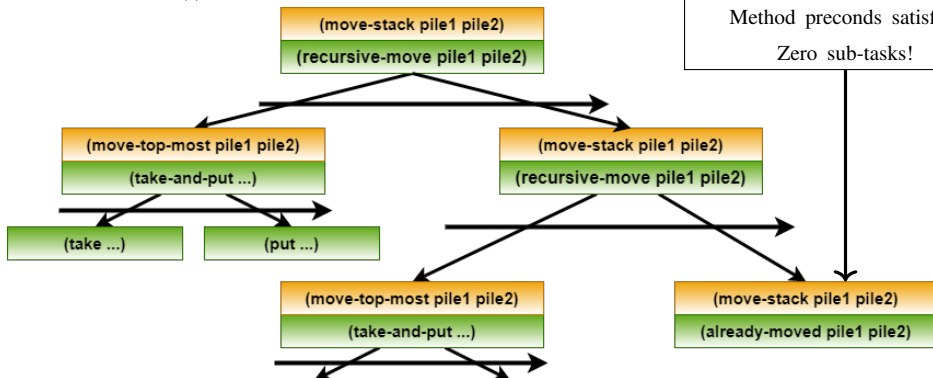 (move-stack pile1 pile2)
(recursive-move pile1 pile2)
Method preconds
Zero sub-tasks!
(move-top-most pile1 pile2)
(take-and-put ...)
(move-stack pile1 pile2)
(recursive-move pile1 pile2)
(take ...)
(put ...)
(move-top-most pile1 pile2)
(take-and-put ...)
(move-stack pile1 pile2)
(already-moved pile1 pile2)